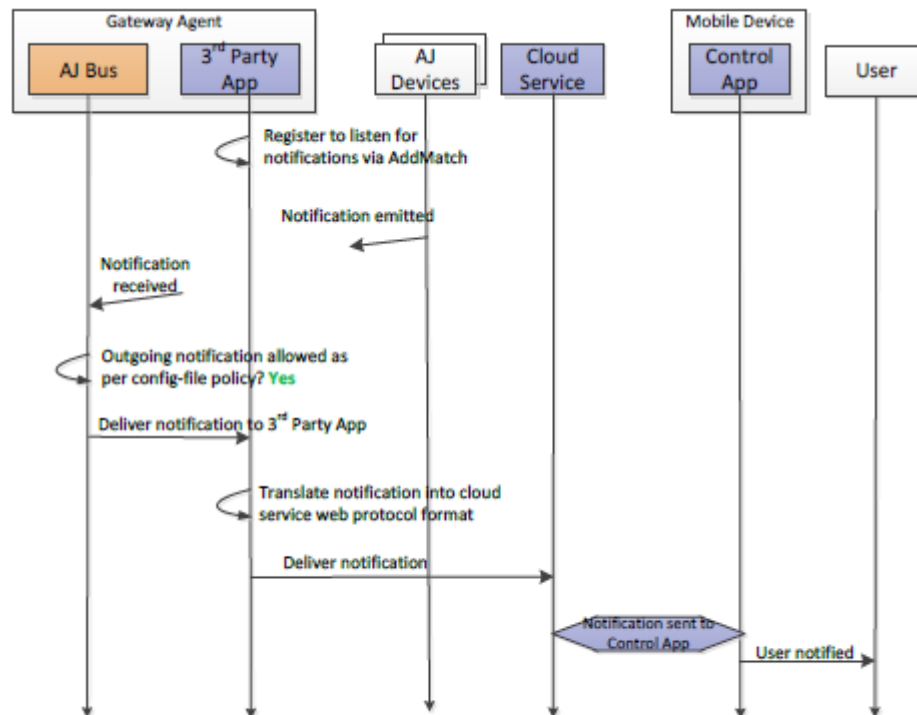 Gateway Agent
Mobile Device
AJ Bus
3rd Party
App
AJ
Devices
Cloud
Service
Control
App
User
Register to listen for
notifications via AddMatch
Notification emitted
Notification
received
Outgoing notification allowed as
per config-file policy? Yes
Deliver notification to 3rd Party App
Translate notification into cloud
service web protocol format
Deliver notification
Notification sent to
Control App
User notified